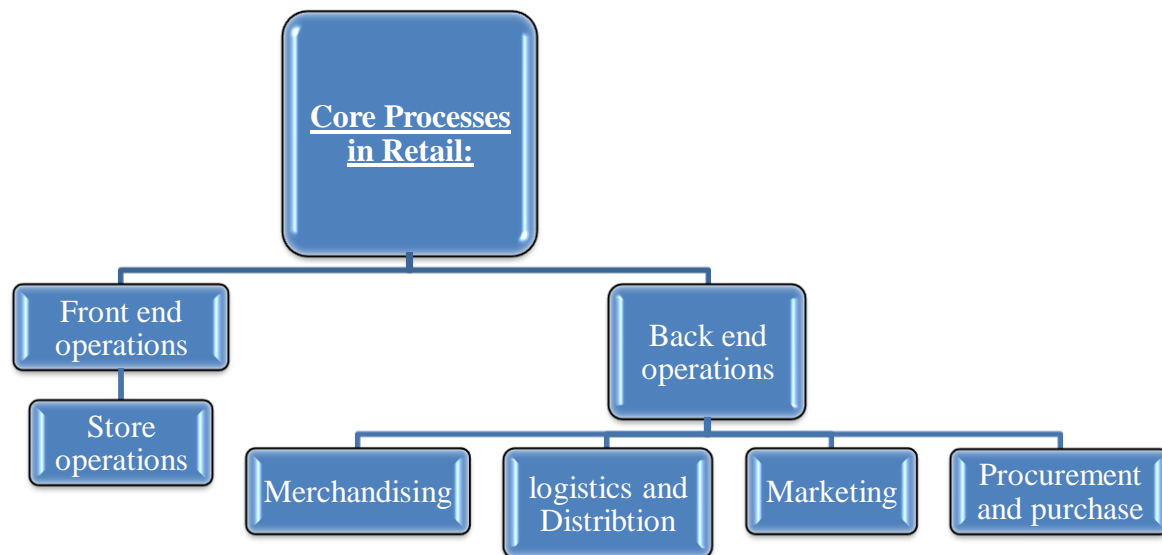 Core Processes
in Retail:
Front end
operations
Back end
operations
Store
operations
Merchandising
logistics and
Distribtion
Marketing
Procurement
and purchase